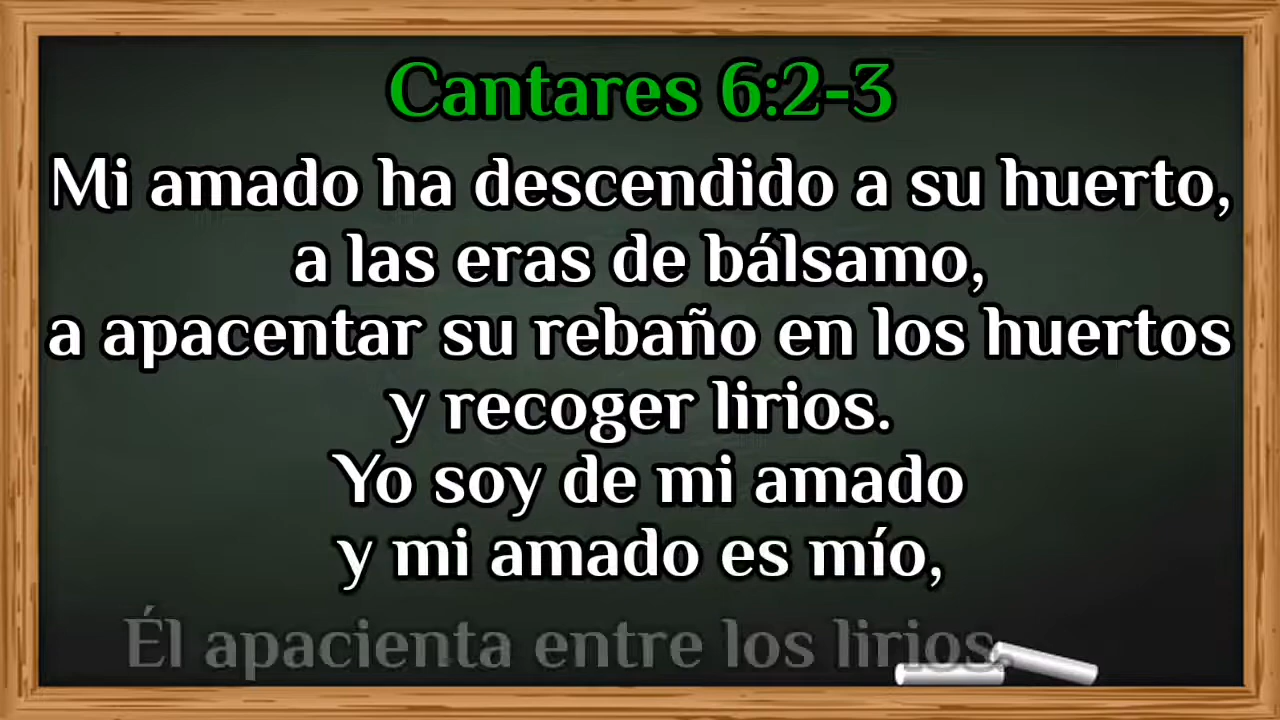 Cantares 6:2-3
Mi amado ha descendido a su huerto,
a las eras de bálsamo,
a apacentar su rebaño en los huertos
y recoger lirios.
Yo soy de mi amado
y mi amado es mío,
Él apacienta entre los lirios.